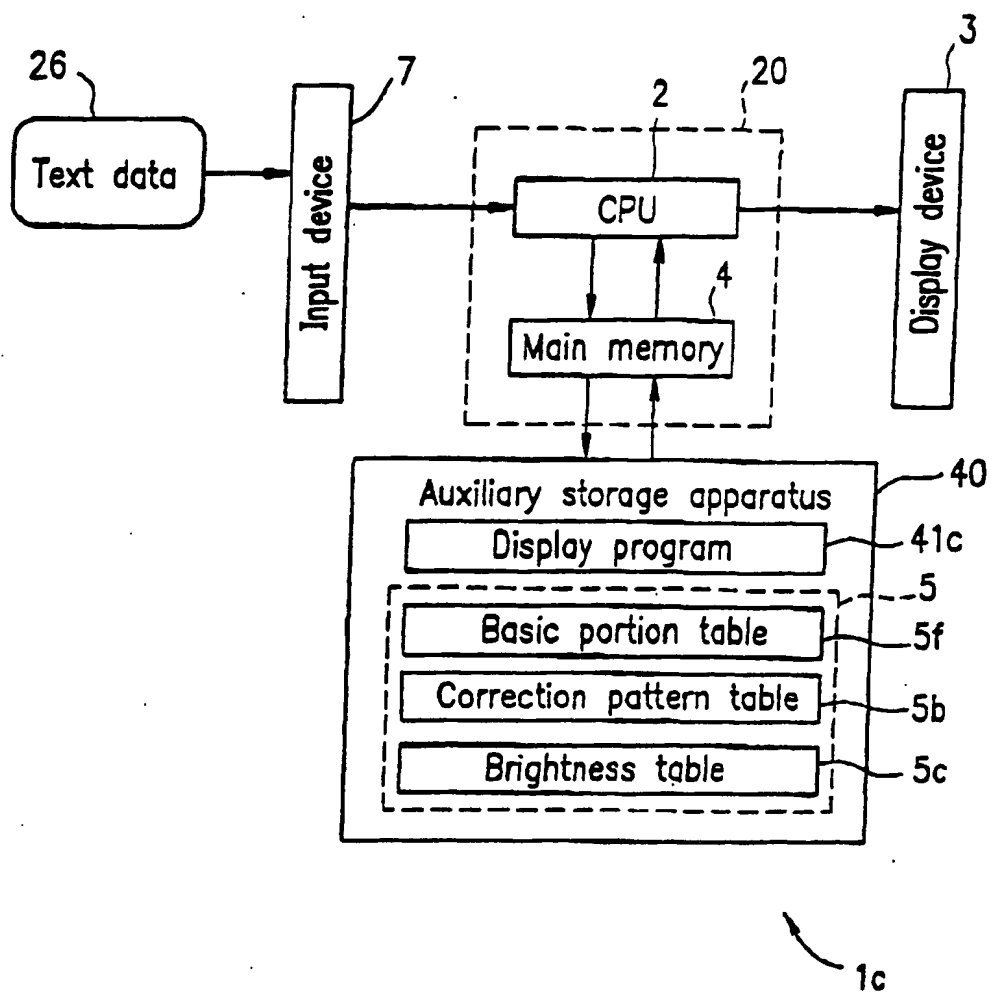 3
26
7
20
2
Text data
Input device
CPU
Display device
4
Main memory
40
Auxiliary storage apparatus
Display program
41c
5
Basic portion table
5f
Correction pattern table
5b
Brightness table
5c
1c